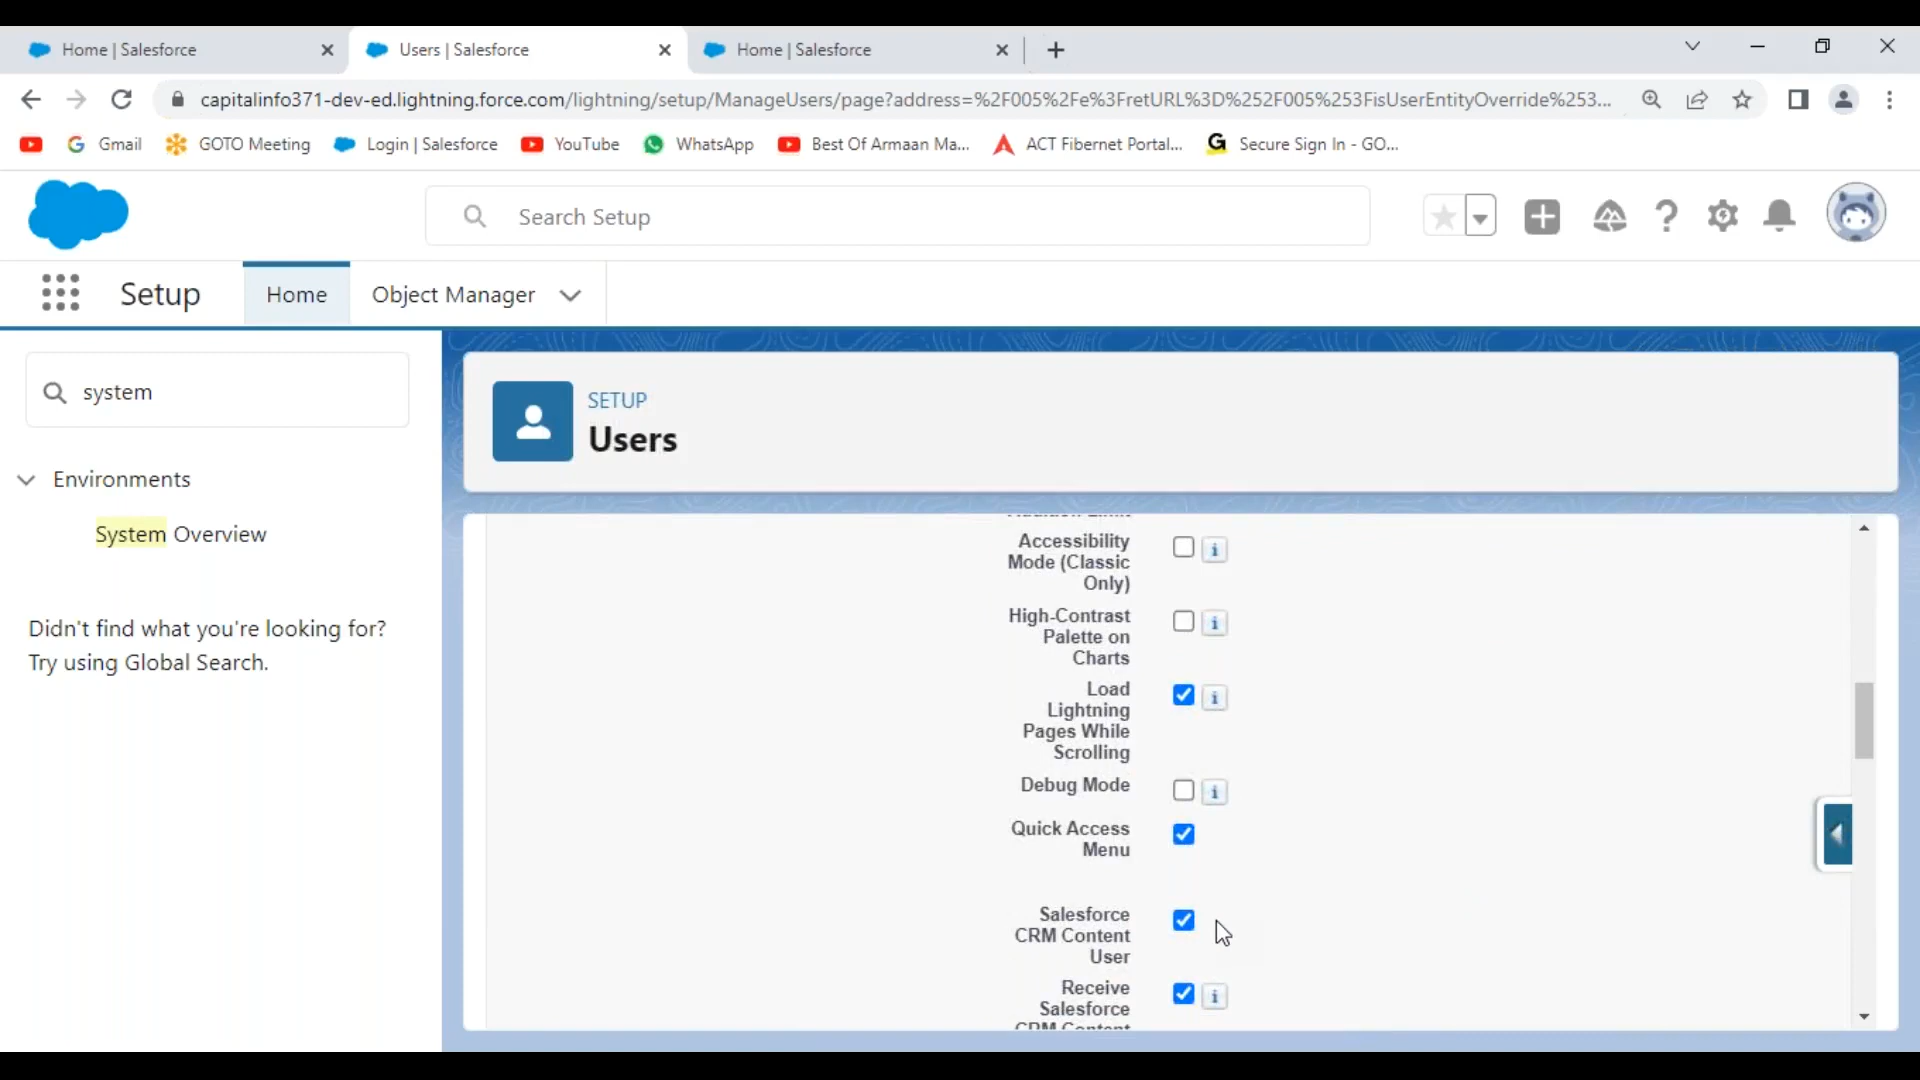 Home | Salesforce
Users | Salesforce
Home | Salesforce
capitalinfo371-dev-ed.lightning.force.com/lightning/setup/ManageUsers/page?address=%2F005%2Fe%3FretURL%3D%252F005%253FisUserEntityOverride%253...
Gmail
GOTO Meeting
Login | Salesforce
YouTube
WhatsApp
Best Of Armaan Ma...
ACT Fibernet Portal...
Secure Sign In - GO...
Search Setup
Setup
Home
Object Manager
system
Environments
System Overview
Didn't find what you're looking for?
Try using Global Search.
SETUP
Users
Accessibility
Mode (Classic
Only)
High-Contrast
Palette on
Charts
Load
Lightning
Pages While
Scrolling
Debug Mode
Quick Access
Menu
Salesforce
CRM Content
User
Receive
Salesforce
CRM Content